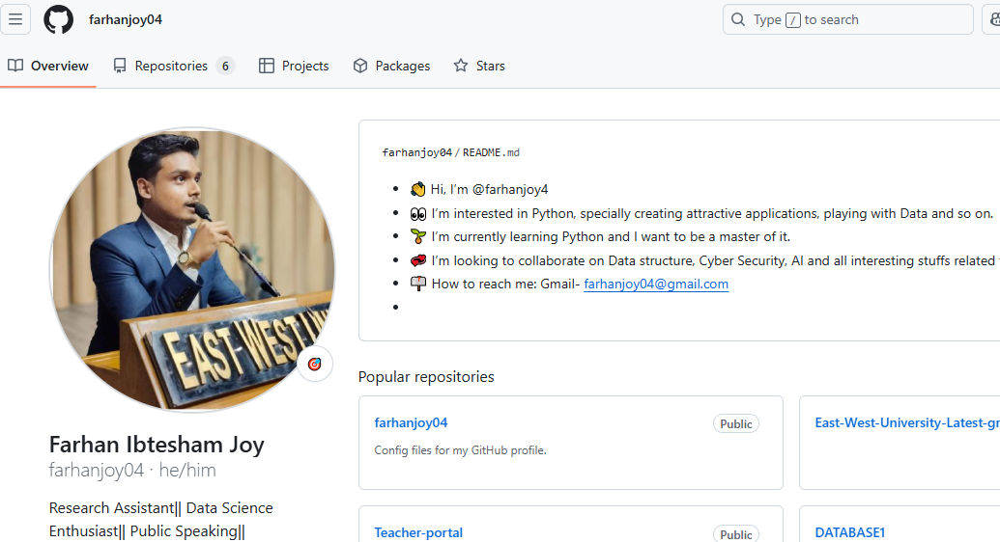 farhanjoy04
Type / to search
Overview
Repositories 6
Projects
Packages
Stars
farhanjoy04/README.md
👋 Hi, I’m @farhanjoy4
👀 I’m interested in Python, specially creating attractive applications, playing with Data and so on.
🌱 I’m currently learning Python and I want to be a master of it.
💞️ I’m looking to collaborate on Data structure, Cyber Security, AI and all interesting stuffs related
📫 How to reach me: Gmail- farhanjoy04@gmail.com
EAST WEST
Farhan Ibtesham Joy
farhanjoy04 · he/him
Research Assistant|| Data Science
Enthusiast|| Public Speaking||
Popular repositories
farhanjoy04
Public
Config files for my GitHub profile.
East-West-University-Latest-gr
Teacher-portal
Public
DATABASE1